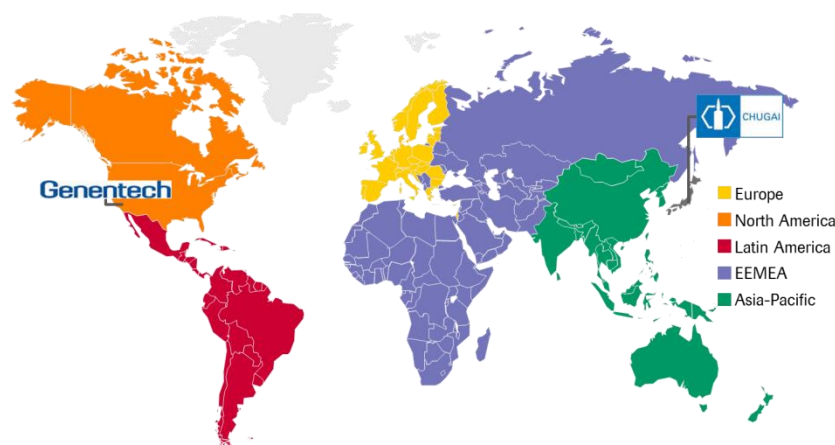 CHUGAI
Genentech
Europe
North America
Latin America
EEMEA
Asia-Pacific